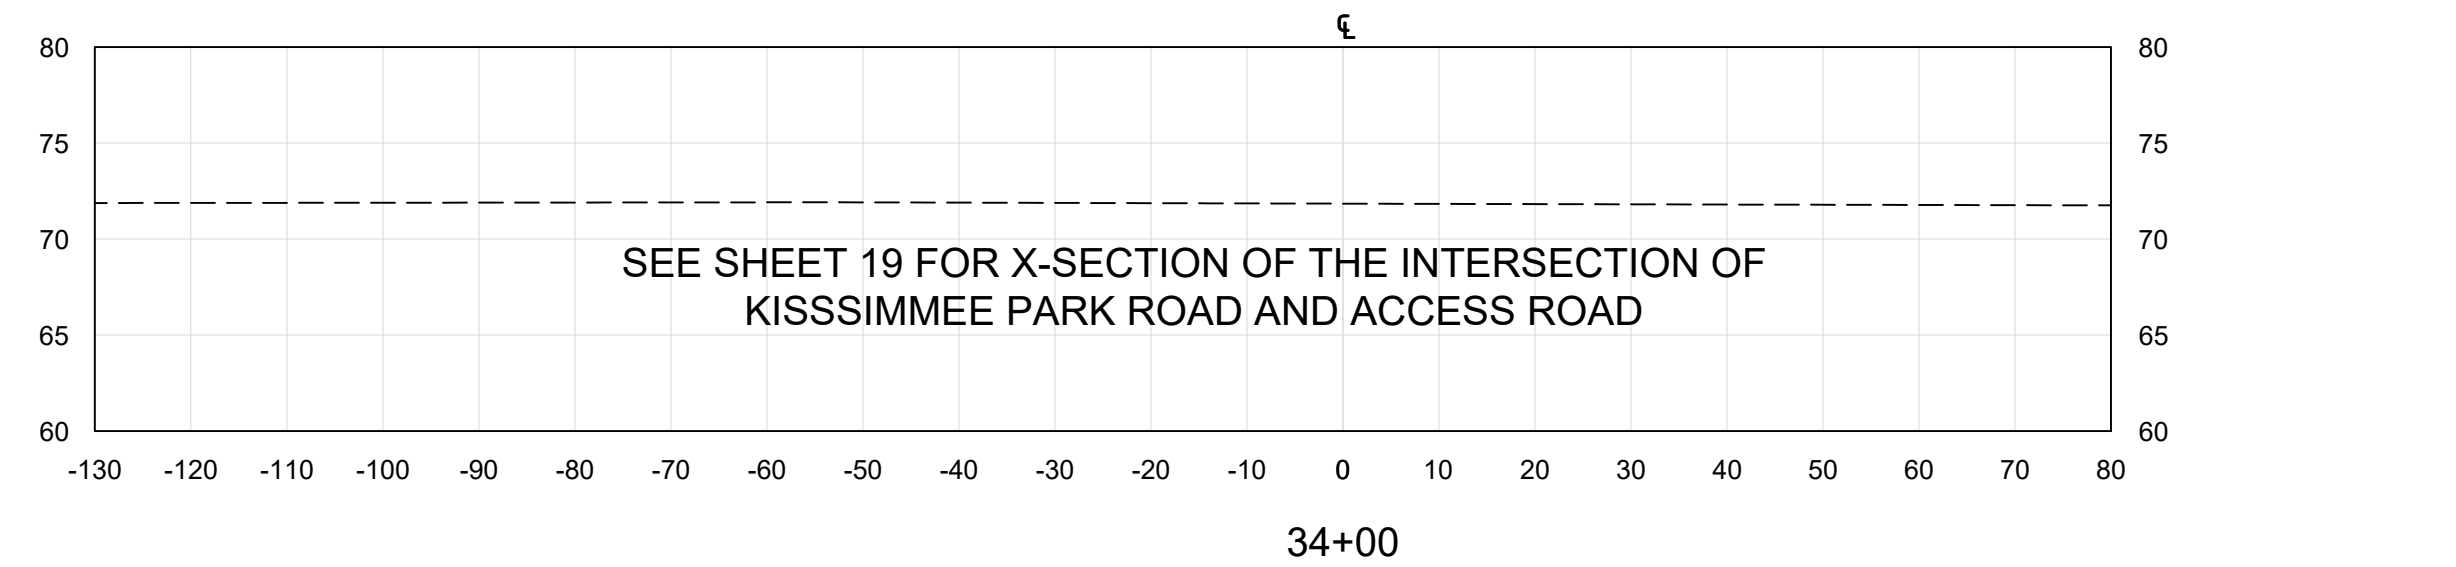 ℄
80 80
75 75
70 70
SEE SHEET 19 FOR X-SECTION OF THE INTERSECTION OF
KISSSIMMEE PARK ROAD AND ACCESS ROAD
65 65
60 60
-130 -120 -110 -100 -90 -80 -70 -60 -50 -40 -30 -20 -10 0 10 20 30 40 50 60 70 80
34+00